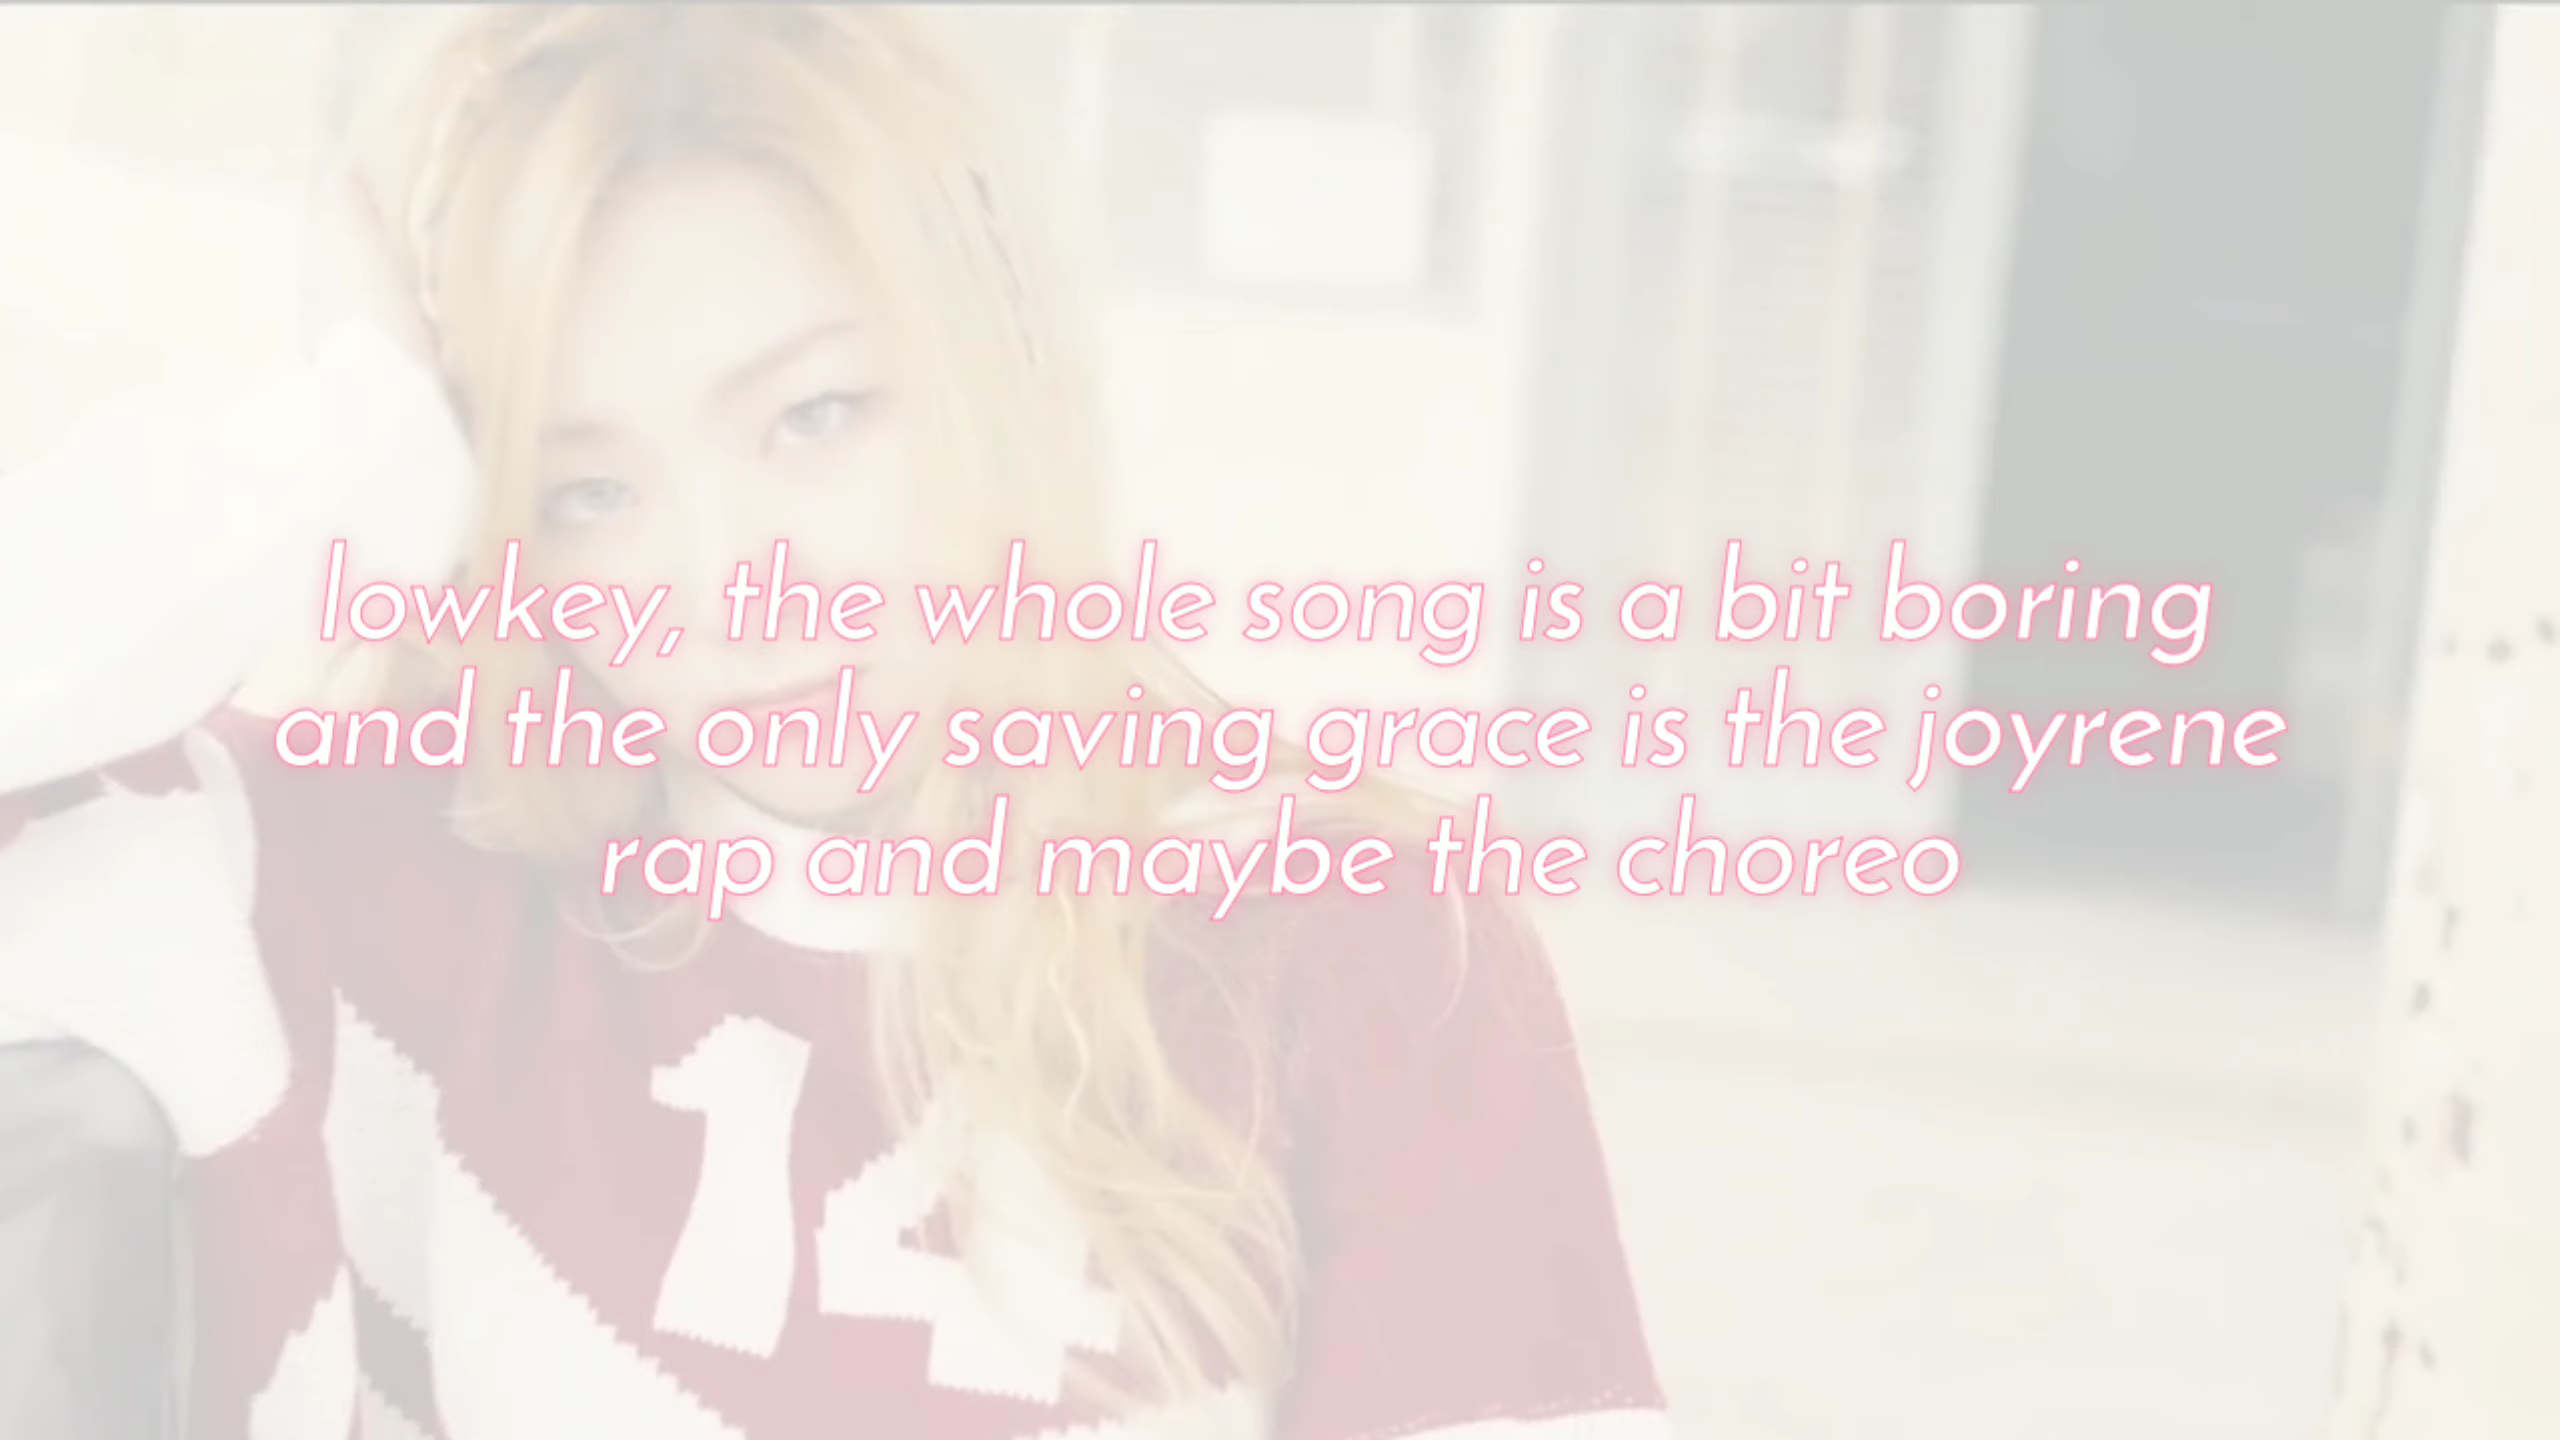 lowkey, the whole song is a bit boring
and the only saving grace is the joyrene
rap and maybe the choreo
14